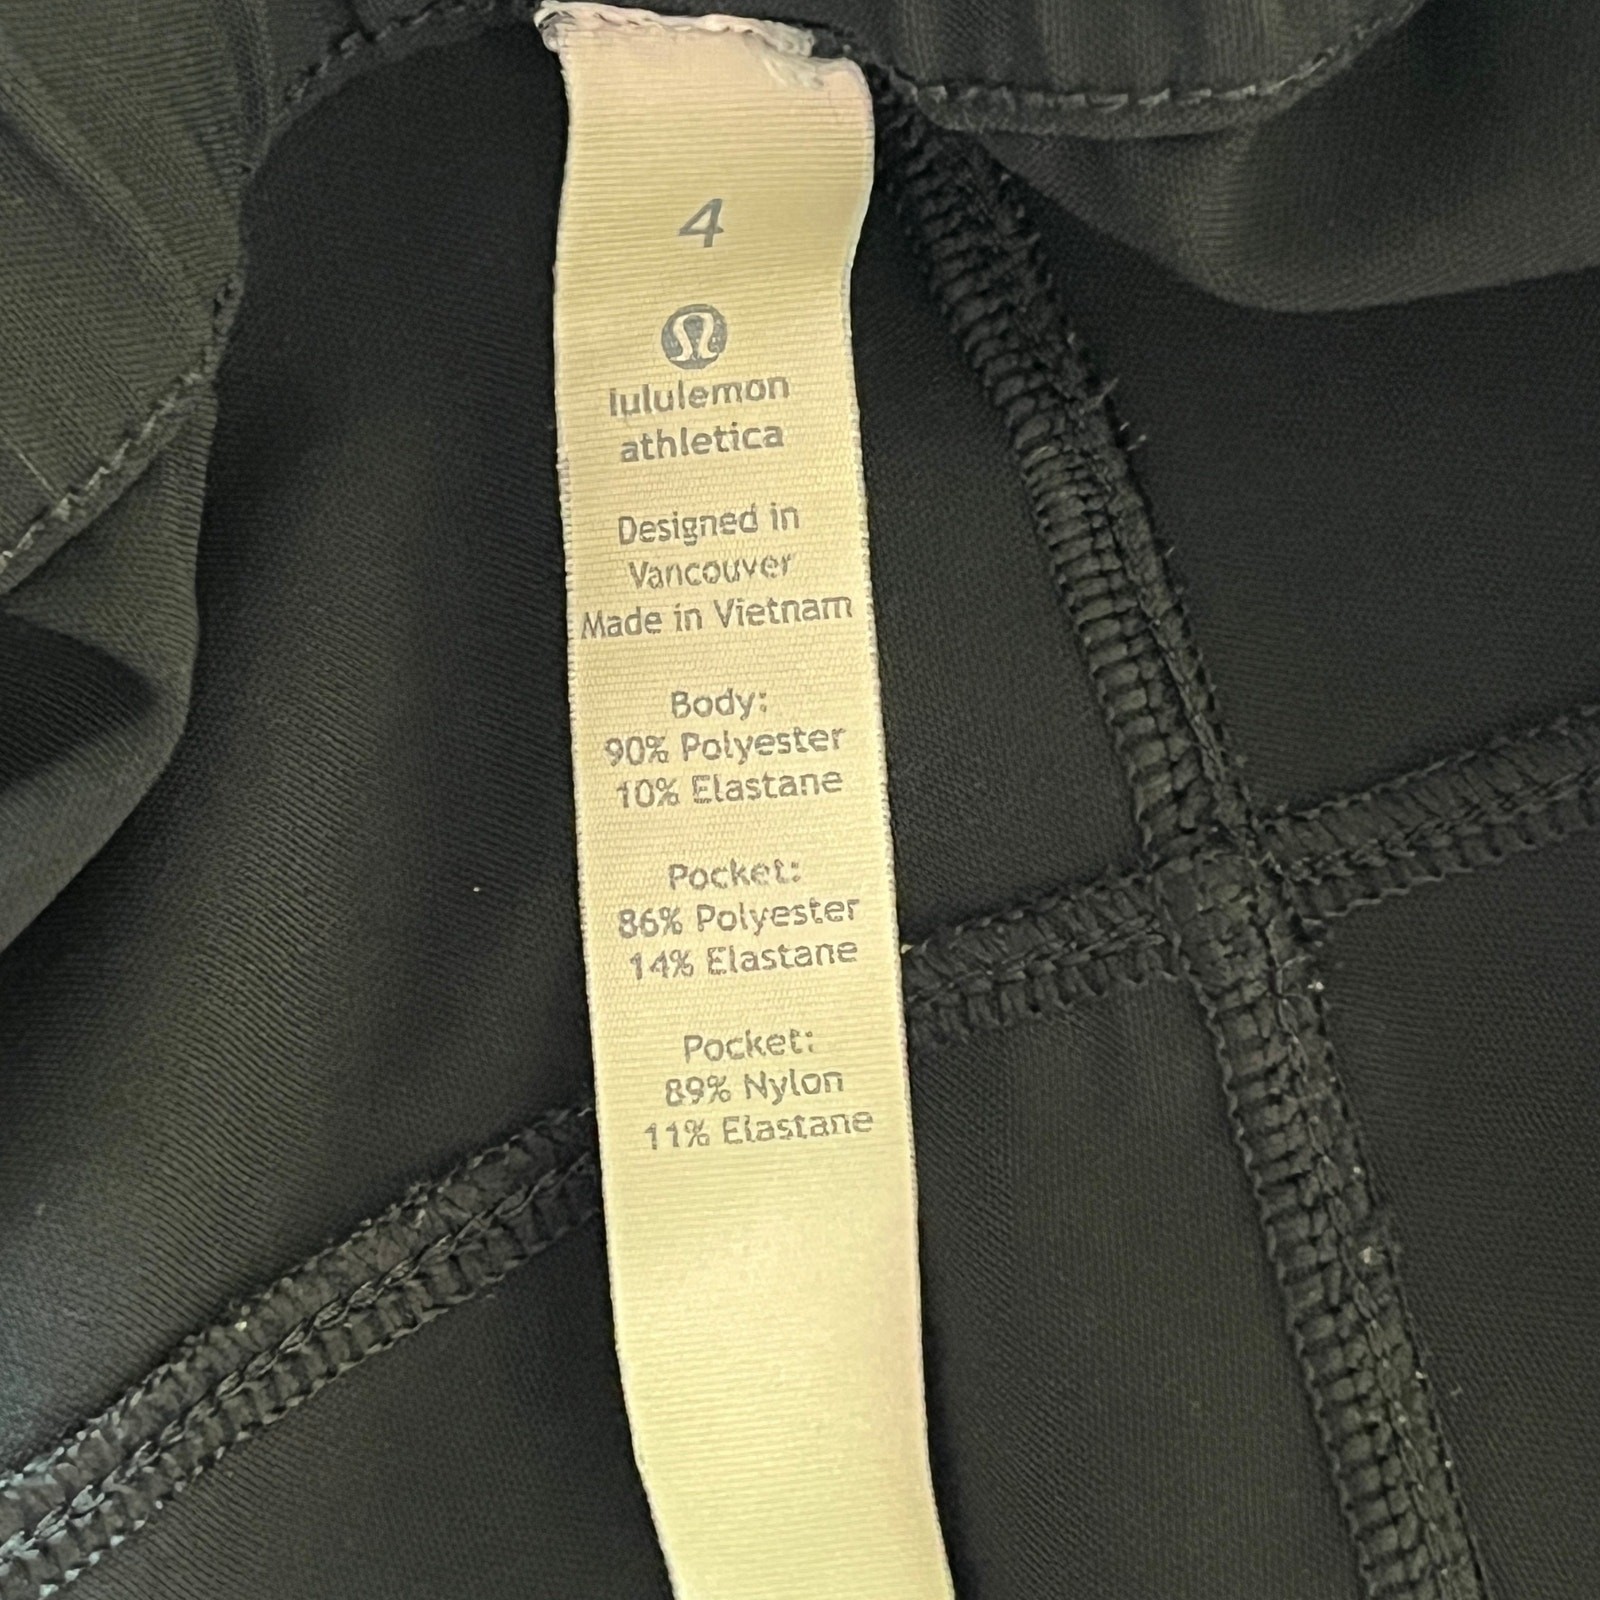 4
lululemon
athletica
Designed in
Vancouver
Made in Vietnam
Body:
90% Polyester
10% Elastane
Pocket:
86% Polyester
14% Elastane
Pocket:
89% Nylon
11% Elastane